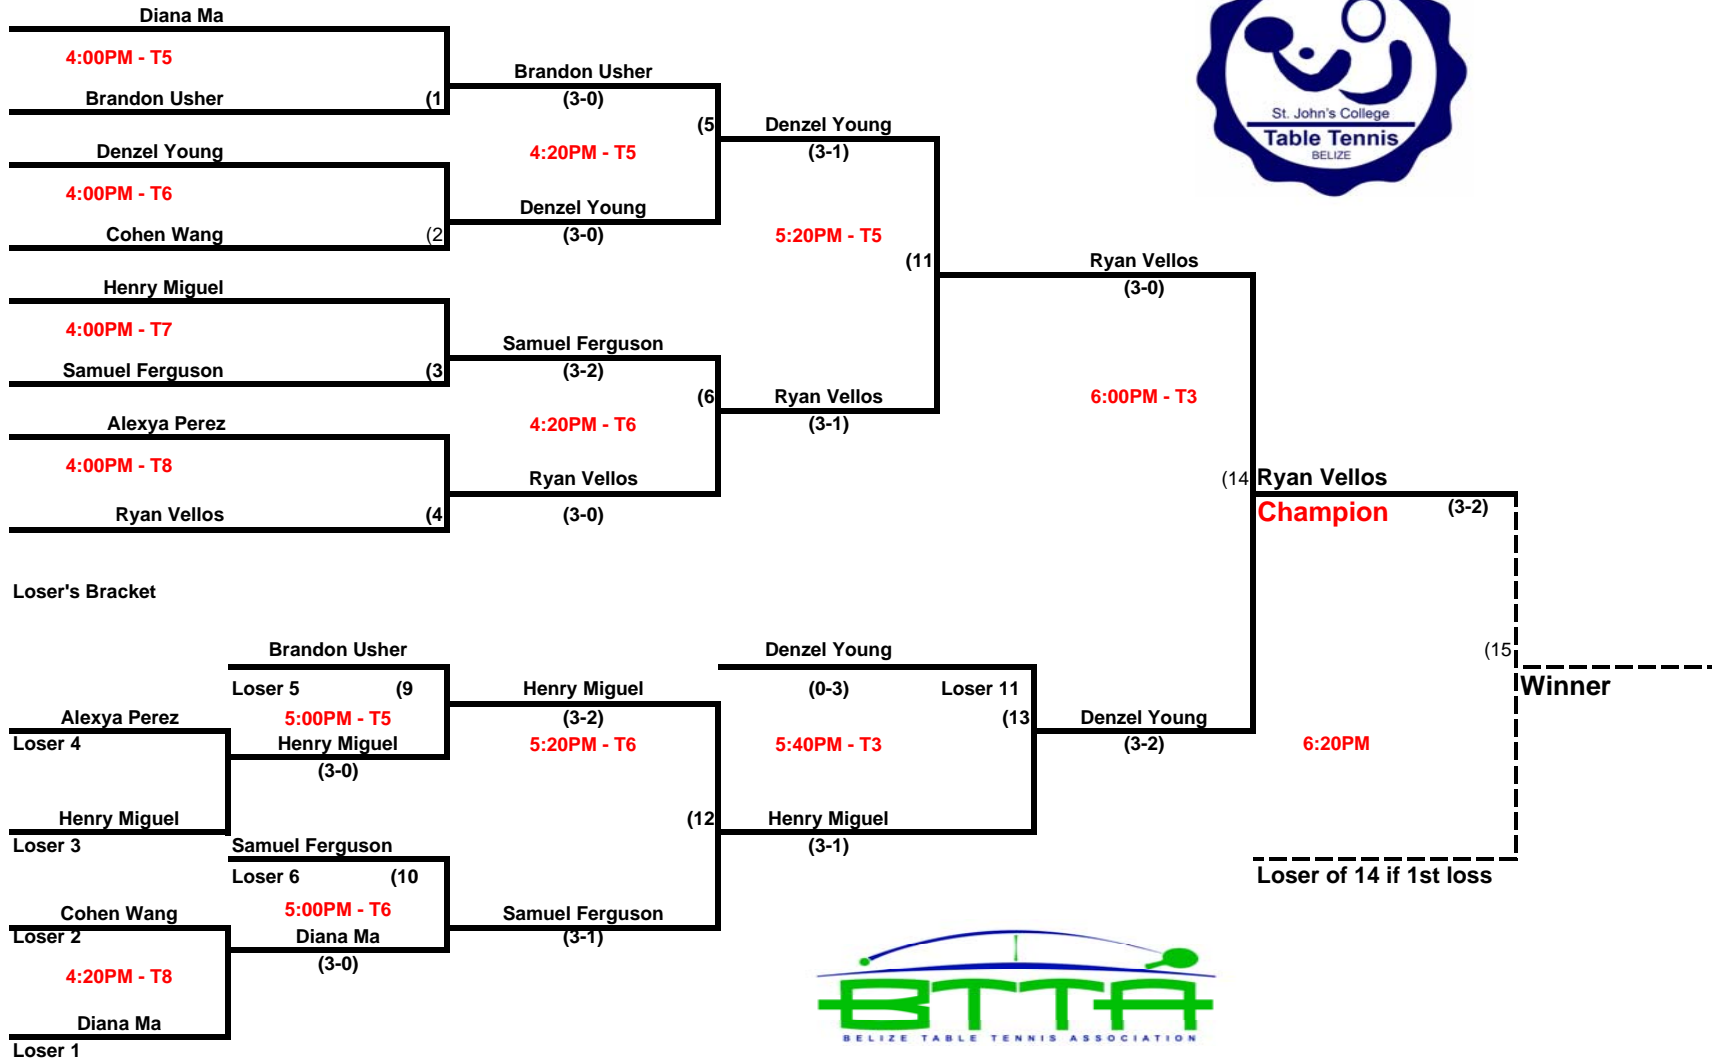 Diana Ma
4:00PM - T5
Brandon Usher (1
Brandon Usher
(3-0)
Denzel Young
4:00PM - T6
Cohen Wang (2
Denzel Young
(3-0)
(5
4:20PM - T5
Denzel Young
(3-1)
Henry Miguel
4:00PM - T7
Samuel Ferguson (3
Samuel Ferguson
(3-2)
Alexya Perez
4:00PM - T8
Ryan Vellos (4
Ryan Vellos
(3-0)
(6
4:20PM - T6
Ryan Vellos
(3-1)
5:20PM - T5
(11
Ryan Vellos
(3-0)
6:00PM - T3
(14 Ryan Vellos
Champion (3-2)
St. John's College
Table Tennis
BELIZE
Loser's Bracket
Brandon Usher
Loser 5 (9
5:00PM - T5
Alexya Perez
Loser 4
Henry Miguel
(3-0)
Henry Miguel
Loser 3
Henry Miguel
(3-2)
5:20PM - T6
Samuel Ferguson
Loser 6 (10
5:00PM - T6
Cohen Wang
Loser 2
4:20PM - T8
Diana Ma
Loser 1
Diana Ma
(3-0)
Samuel Ferguson
(3-1)
(12
Denzel Young
(0-3) Loser 11
(13
5:40PM - T3
Henry Miguel
(3-1)
Denzel Young
(3-2)
6:20PM
(15
Winner
Loser of 14 if 1st loss
BTTA
BELIZE TABLE TENNIS ASSOCIATION